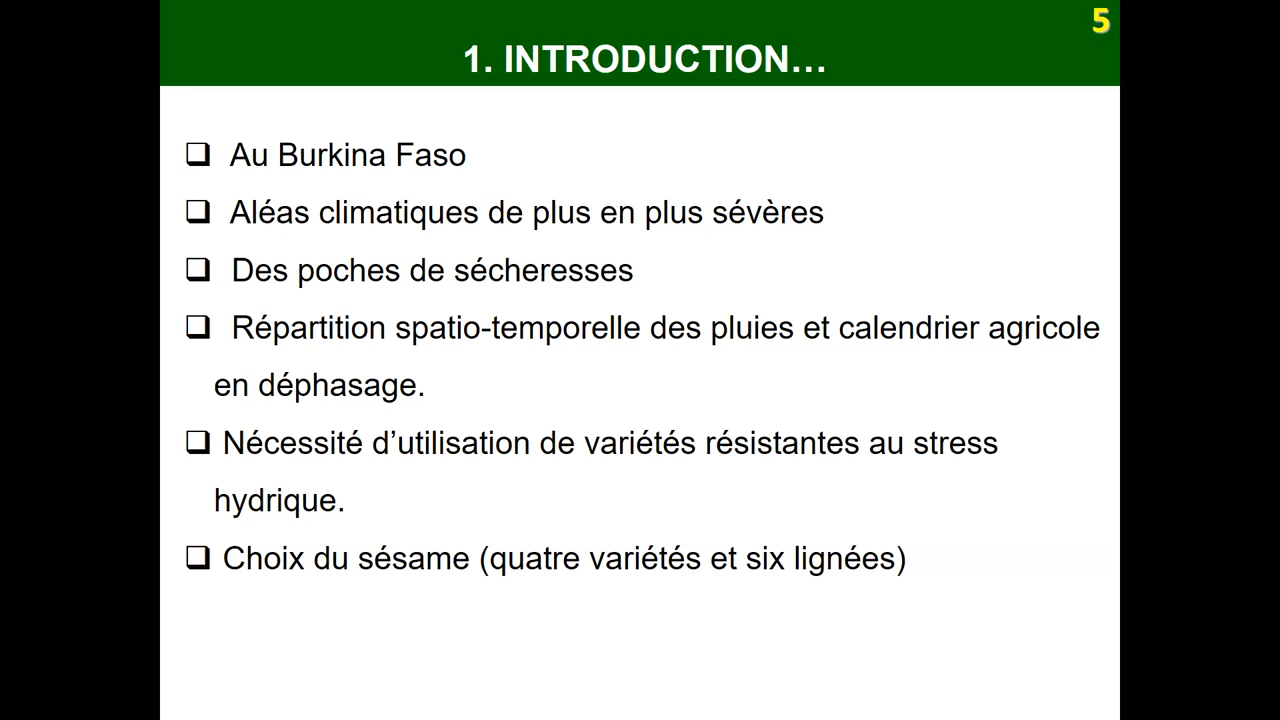 5
1. INTRODUCTION…
❑ Au Burkina Faso
❑ Aléas climatiques de plus en plus sévères
❑ Des poches de sécheresses
❑ Répartition spatio-temporelle des pluies et calendrier agricole
en déphasage.
❑ Nécessité d’utilisation de variétés résistantes au stress
hydrique.
❑ Choix du sésame (quatre variétés et six lignées)